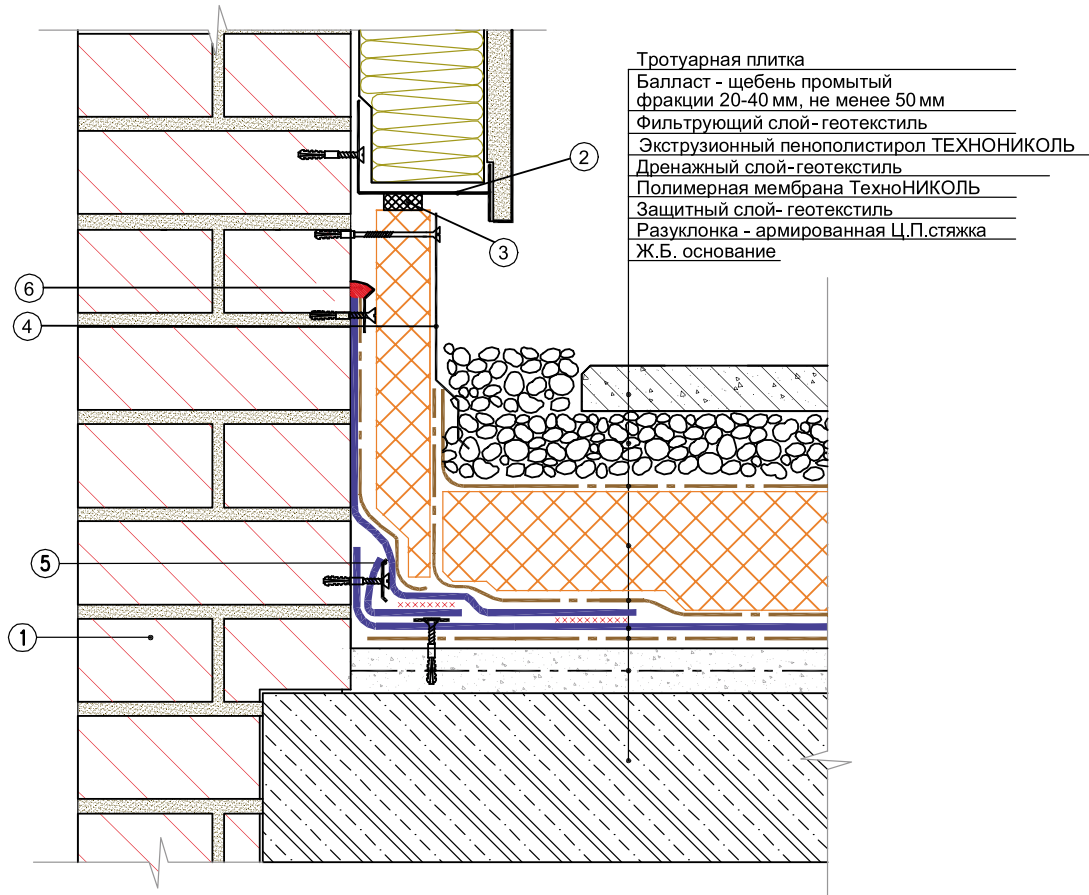 Тротуарная плитка
Балласт - щебень промытый
фракции 20-40 мм, не менее 50 мм
Фильтрующий слой- геотекстиль
Экструзионный пенополистирол ТЕХНОНИКОЛЬ
Дренажный слой-геотекстиль
Полимерная мембрана ТехноНИКОЛЬ
Защитный слой- геотекстиль
Разуклонка - армированная Ц.П.стяжка
Ж.Б. основание
2
3
6
4
5
1